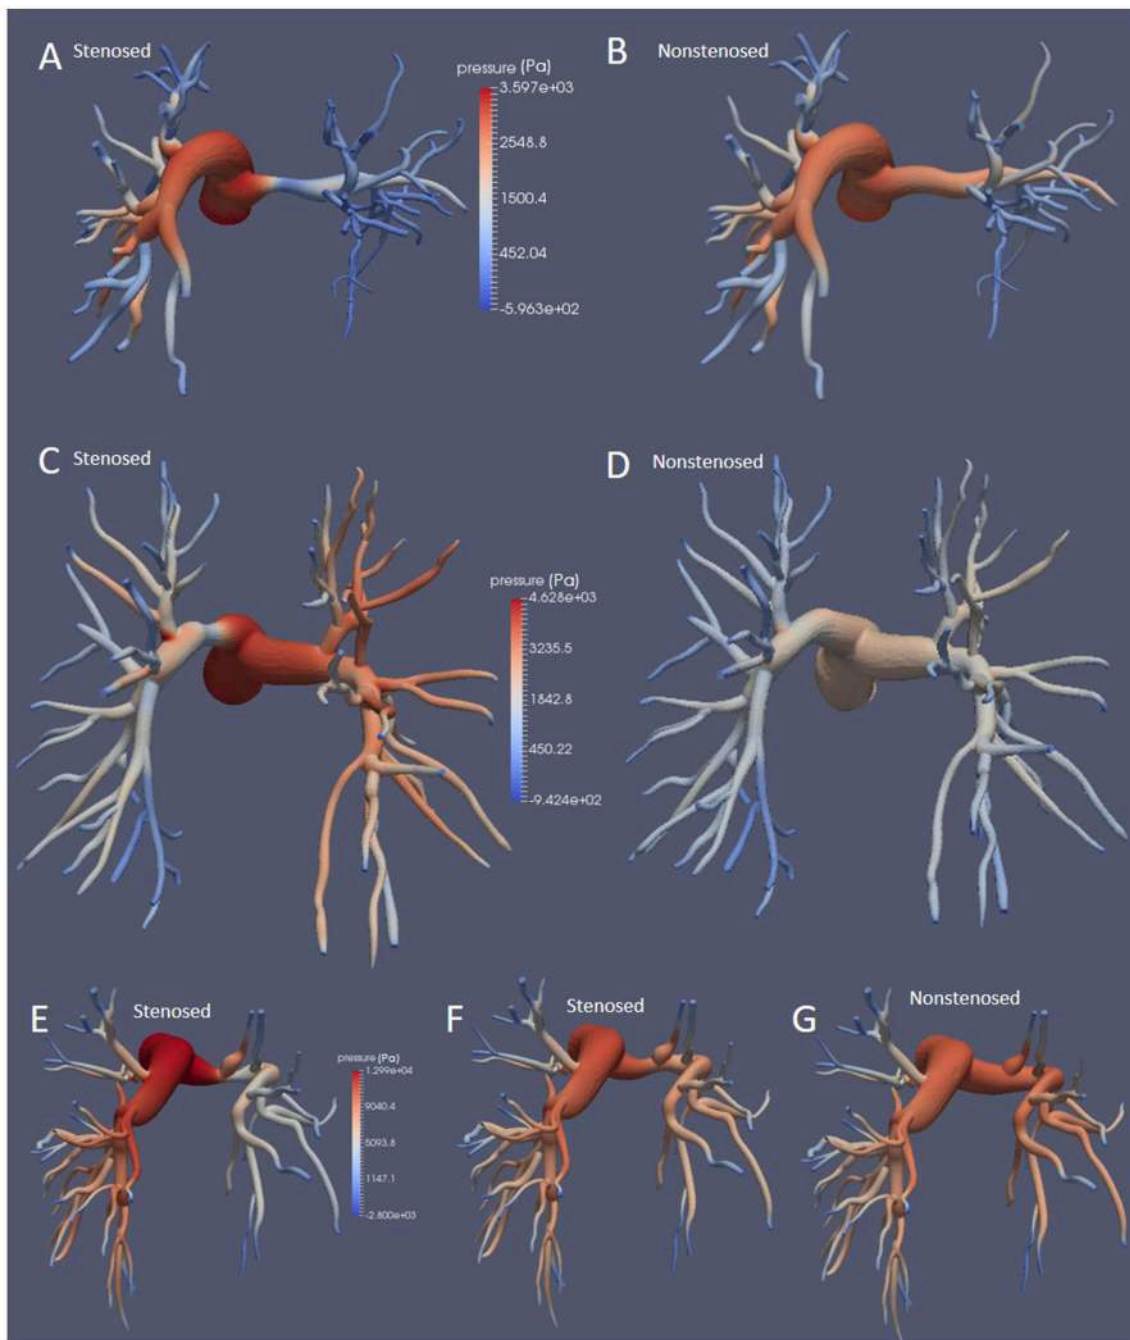 A Stenosed
B Nonstenosed
pressure (Pa)
3.597e+03
2548.8
1500.4
452.04
-5.963e+02
C Stenosed
D Nonstenosed
pressure (Pa)
4.628e+03
3235.5
1842.8
450.22
-9.424e+02
E Stenosed
F Stenosed
G Nonstenosed
pressure (Pa)
1.299e+04
9040.4
5093.8
1147.1
-2.800e+03